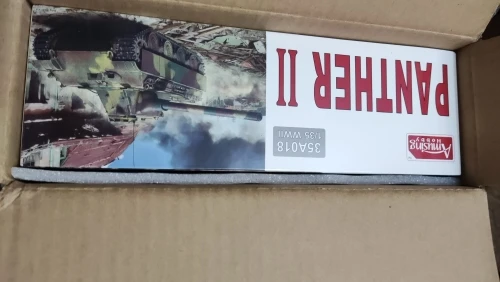 PANTHER II
Amusing
Hobby
35A018
1:35 WWII